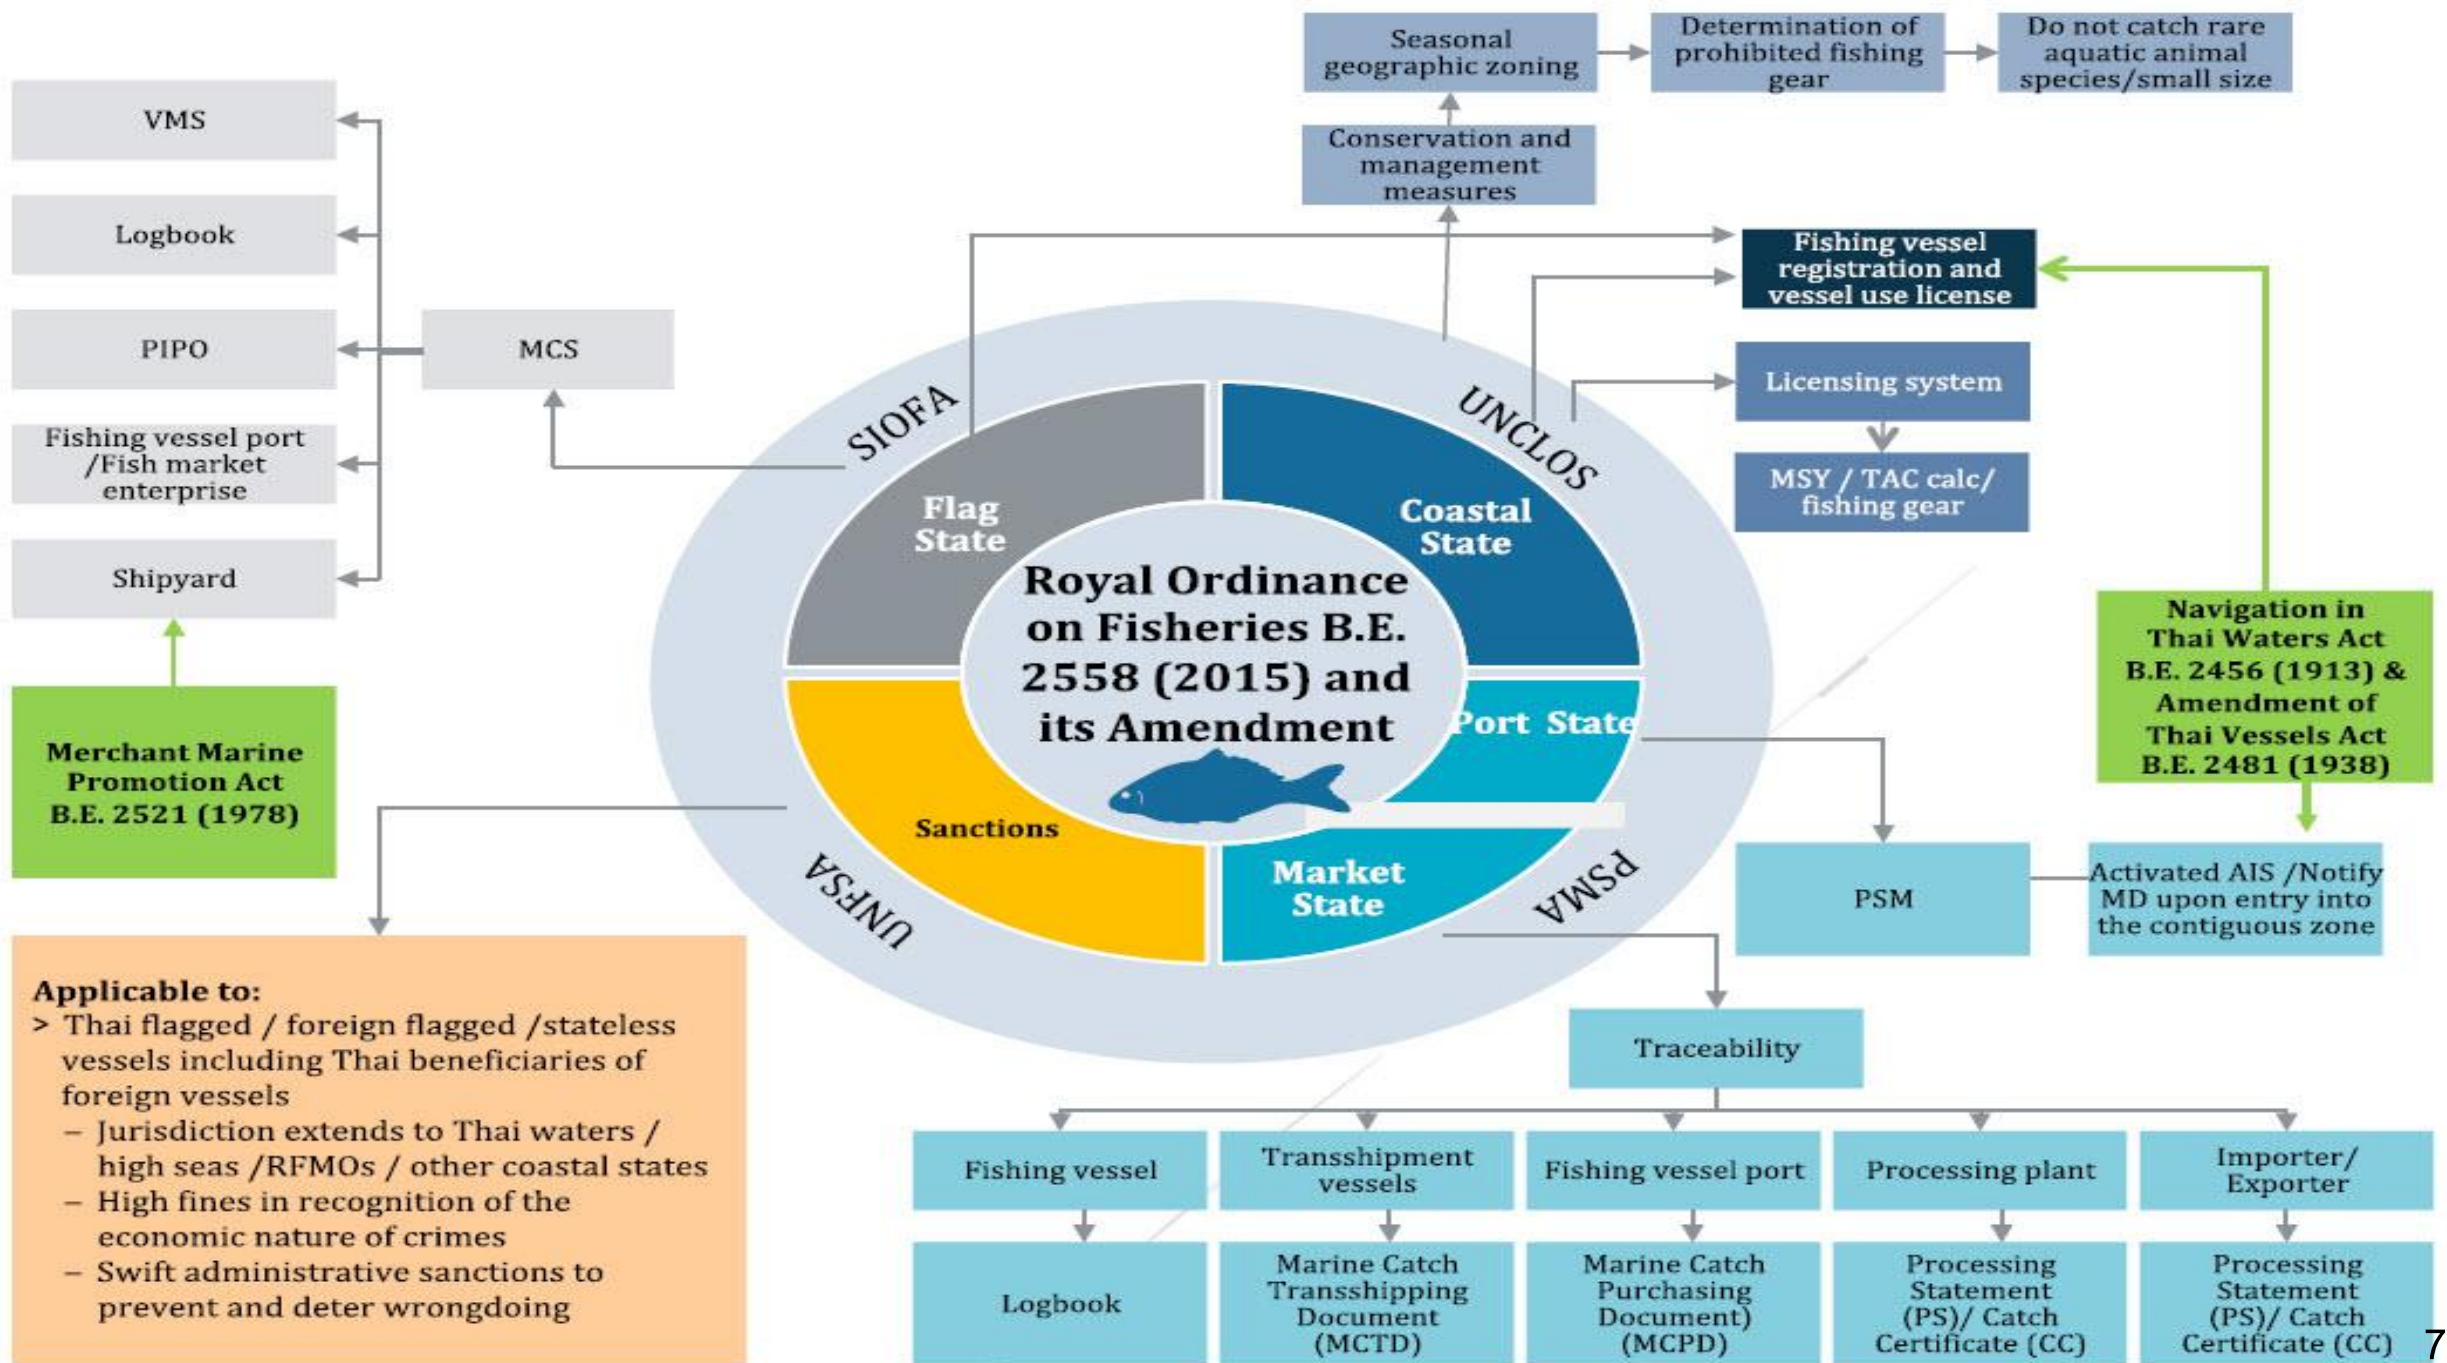 Seasonal
geographic zoning
Determination of
prohibited fishing
gear
Do not catch rare
aquatic animal
species/small size
Conservation and
management
measures
VMS
Logbook
PIPO
Fishing vessel port
/Fish market
enterprise
Shipyard
MCS
Merchant Marine
Promotion Act
B.E. 2521 (1978)
Fishing vessel
registration and
vessel use license
Licensing system
MSY / TAC calc/
fishing gear
Navigation in
Thai Waters Act
B.E. 2456 (1913) &
Amendment of
Thai Vessels Act
B.E. 2481 (1938)
SIOFA
UNCLOS
UNFSA
PSMA
Flag
State
Coastal
State
Royal Ordinance
on Fisheries B.E.
2558 (2015) and
its Amendment
Port State
Sanctions
Market
State
PSM
Activated AIS /Notify
MD upon entry into
the contiguous zone
Applicable to:
> Thai flagged / foreign flagged /stateless
vessels including Thai beneficiaries of
foreign vessels
– Jurisdiction extends to Thai waters /
high seas /RFMOs / other coastal states
– High fines in recognition of the
economic nature of crimes
– Swift administrative sanctions to
prevent and deter wrongdoing
Traceability
Fishing vessel
Transshipment
vessels
Fishing vessel port
Processing plant
Importer/
Exporter
Logbook
Marine Catch
Transshipping
Document
(MCTD)
Marine Catch
Purchasing
Document)
(MCPD)
Processing
Statement
(PS)/ Catch
Certificate (CC)
Processing
Statement
(PS)/ Catch
Certificate (CC)
7